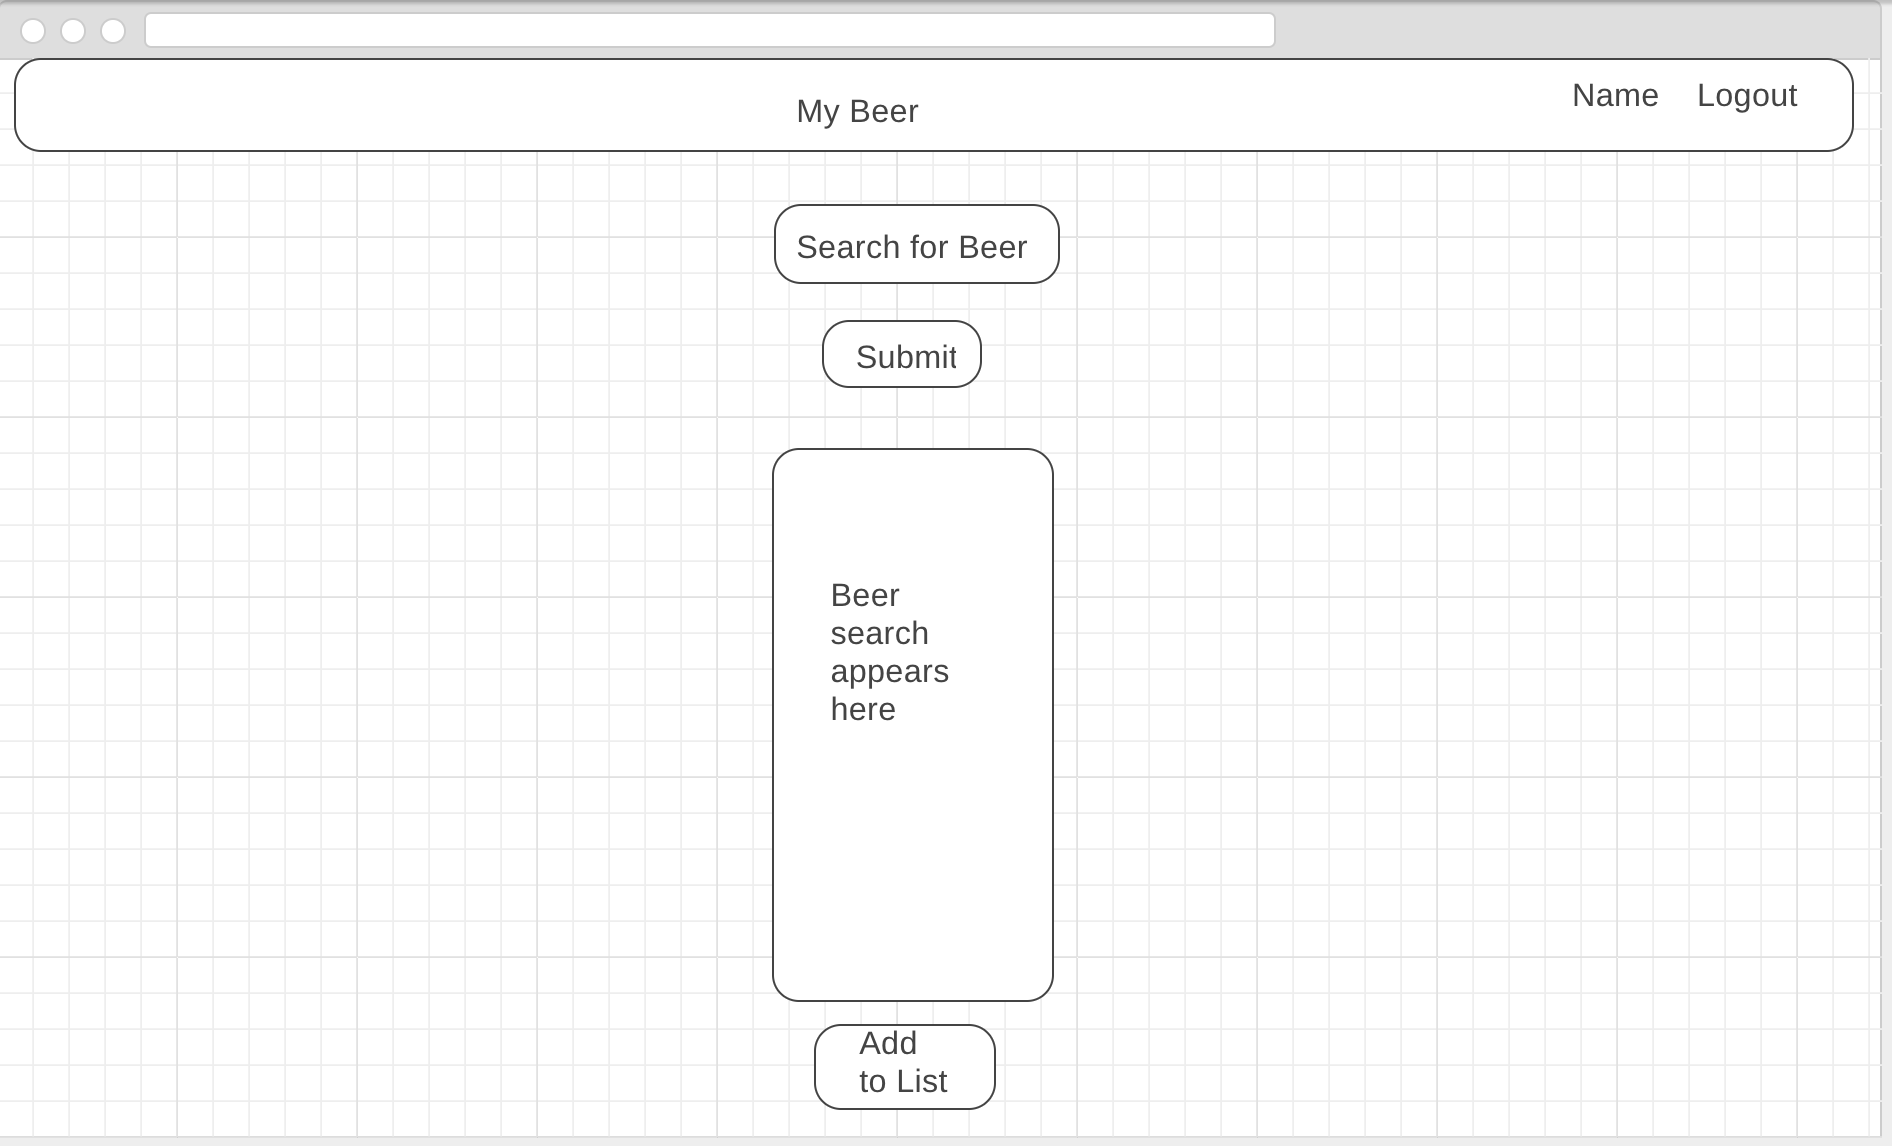 My Beer
Name
Logout
Search for Beer
Submit
Beer
search
appears
here
Add
to List